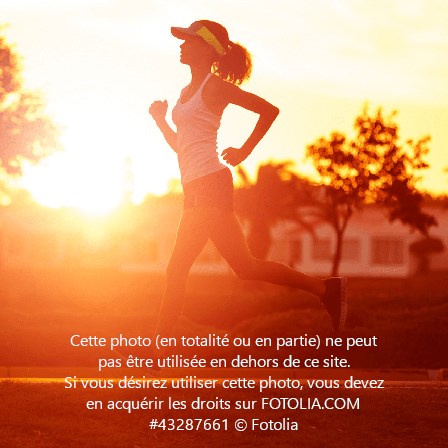 Cette photo (en totalité ou en partie) ne peut
pas être utilisée en dehors de ce site.
Si vous désirez utiliser cette photo, vous devez
en acquérir les droits sur FOTOLIA.COM
#43287661 © Fotolia